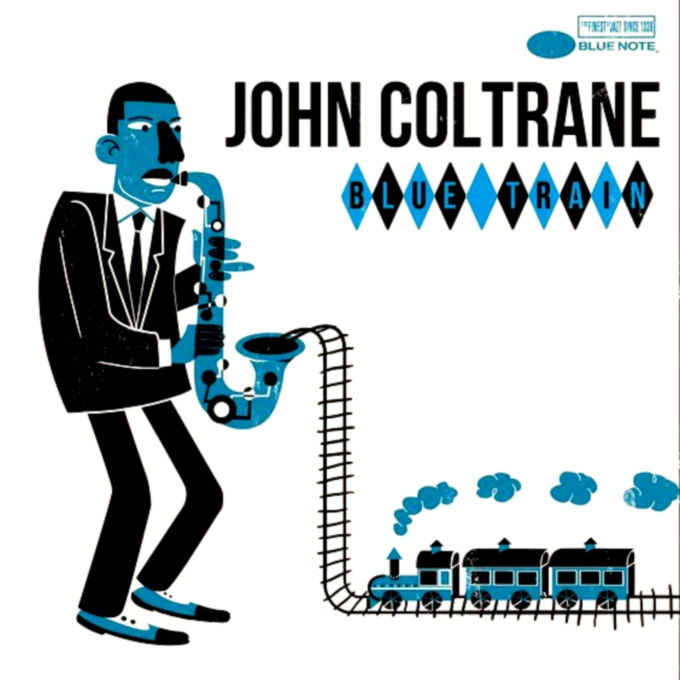 THE FINEST IN JAZZ SINCE 1939
BLUE NOTE
JOHN COLTRANE
BLUE TRAIN